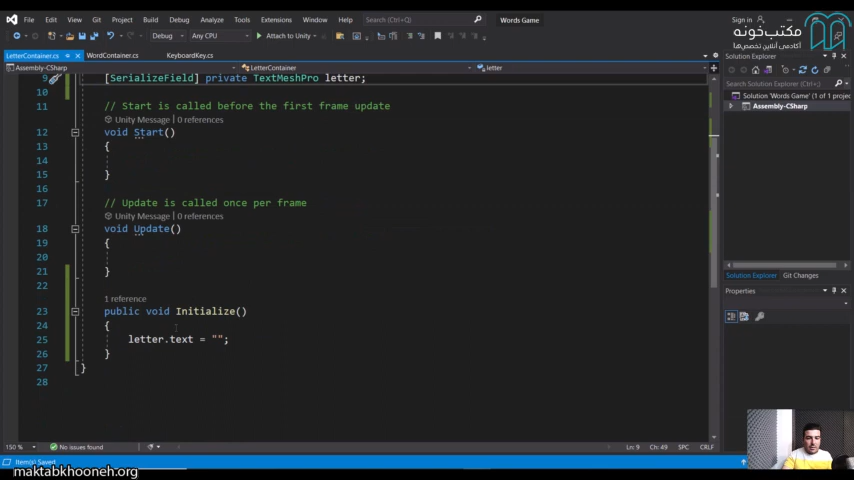 File Edit View Git Project Build Debug Analyze Tools Extensions Window Help Search (Ctrl+Q) Words Game Sign in
Debug Any CPU Attach to Unity
مکتب‌خونه
آکادمی آنلاین تخصص‌ها
LetterContainer.cs WordContainer.cs KeyboardKey.cs
Assembly-CSharp LetterContainer letter
9 [SerializeField] private TextMeshPro letter;
10
11 // Start is called before the first frame update
Unity Message | 0 references
12 void Start()
13 {
14
15 }
16
17 // Update is called once per frame
Unity Message | 0 references
18 void Update()
19 {
20
21 }
22
1 reference
23 public void Initialize()
24 {
25 letter.text = "";
26 }
27 }
28
Solution Explorer
Search Solution Explorer (Ctrl+;)
Solution 'Words Game' (1 of 1 proje
Assembly-CSharp
Solution Explorer Git Changes
Properties
150 % No issues found Ln: 9 Ch: 49 SPC CRLF
Item(s) Saved
maktabkhooneh.org